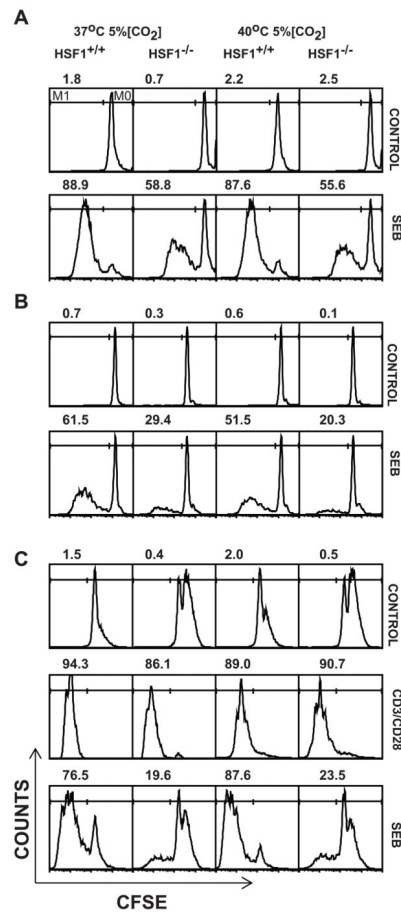 A
37ºC 5%[CO₂] 40ºC 5%[CO₂]
HSF1⁺/⁺ HSF1⁻/⁻ HSF1⁺/⁺ HSF1⁻/⁻
1.8 0.7 2.2 2.5
M1 M0
CONTROL
88.9 58.8 87.6 55.6
SEB
B
0.7 0.3 0.6 0.1
CONTROL
61.5 29.4 51.5 20.3
SEB
C
1.5 0.4 2.0 0.5
CONTROL
94.3 86.1 89.0 90.7
CD3/CD28
76.5 19.6 87.6 23.5
SEB
COUNTS
CFSE